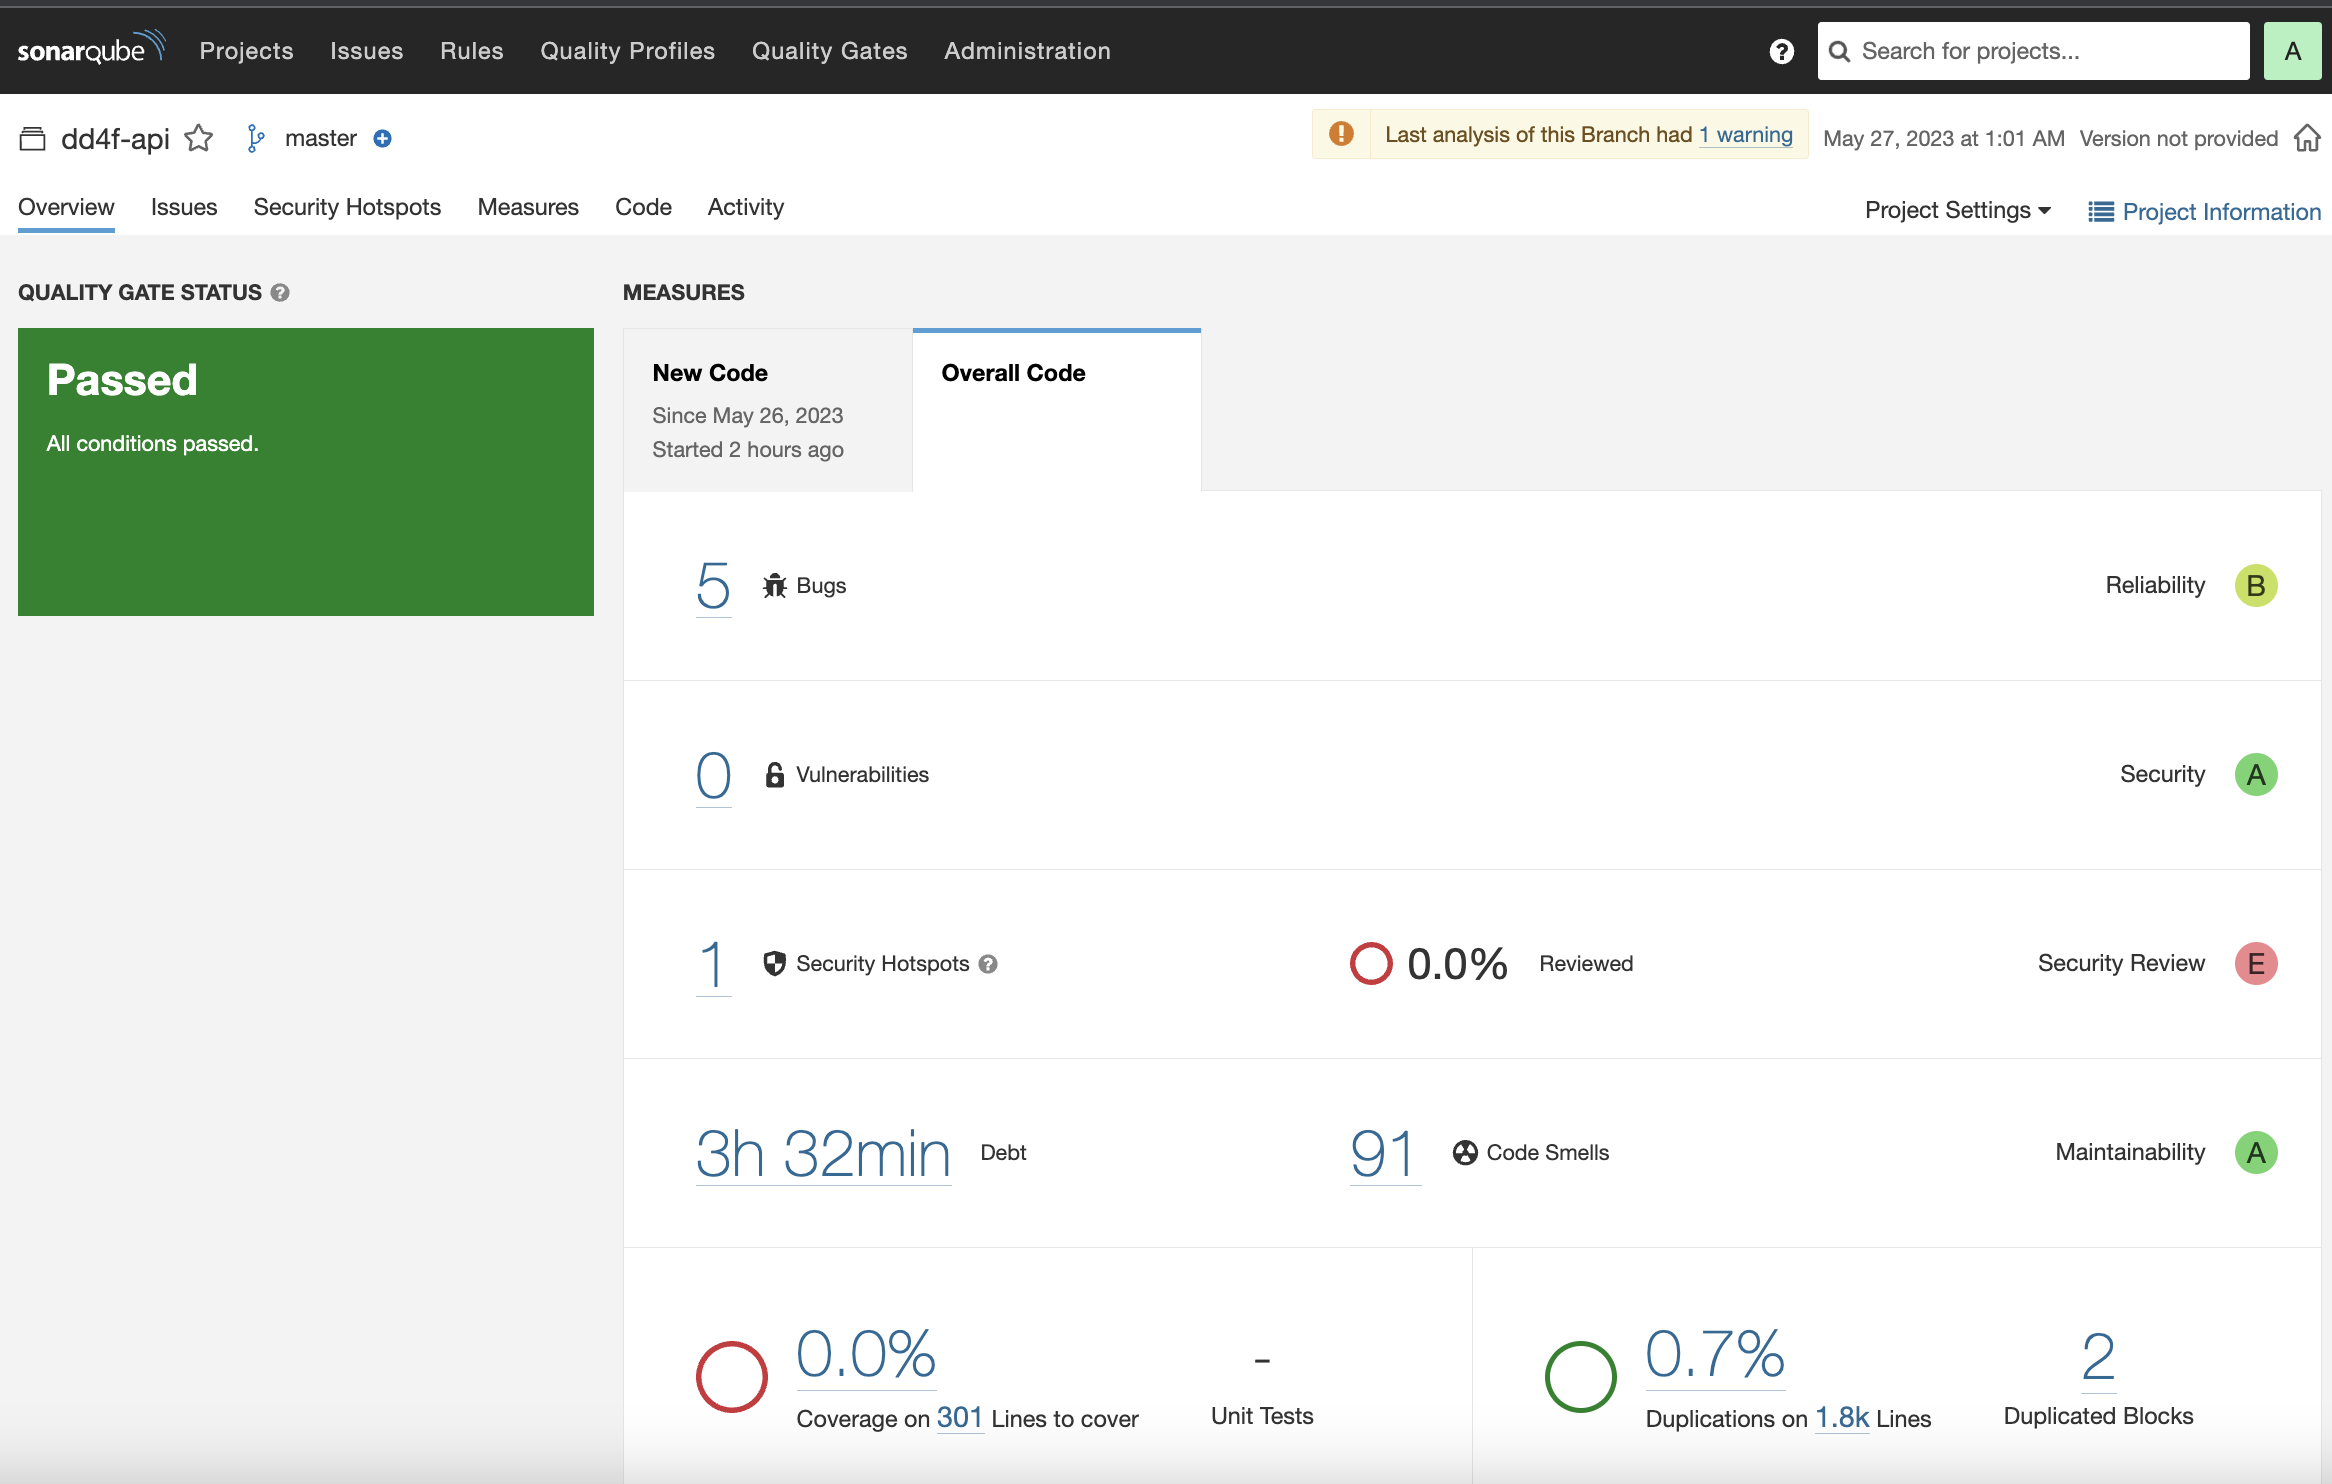 sonarqube Projects Issues Rules Quality Profiles Quality Gates Administration ? Search for projects... A
dd4f-api master Last analysis of this Branch had 1 warning May 27, 2023 at 1:01 AM Version not provided
Overview Issues Security Hotspots Measures Code Activity Project Settings Project Information
QUALITY GATE STATUS ?
Passed
All conditions passed.
MEASURES
New Code
Since May 26, 2023
Started 2 hours ago
Overall Code
5 Bugs Reliability B
0 Vulnerabilities Security A
1 Security Hotspots ? 0.0% Reviewed Security Review E
3h 32min Debt 91 Code Smells Maintainability A
0.0%
Coverage on 301 Lines to cover
-
Unit Tests
0.7%
Duplications on 1.8k Lines
2
Duplicated Blocks